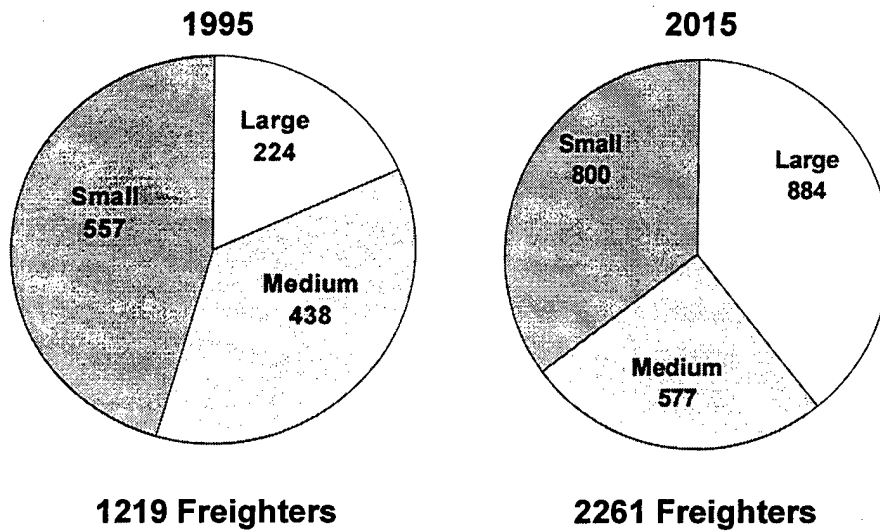 1995
Large
224
Small
557
Medium
438
1219 Freighters
2015
Small
800
Large
884
Medium
577
2261 Freighters